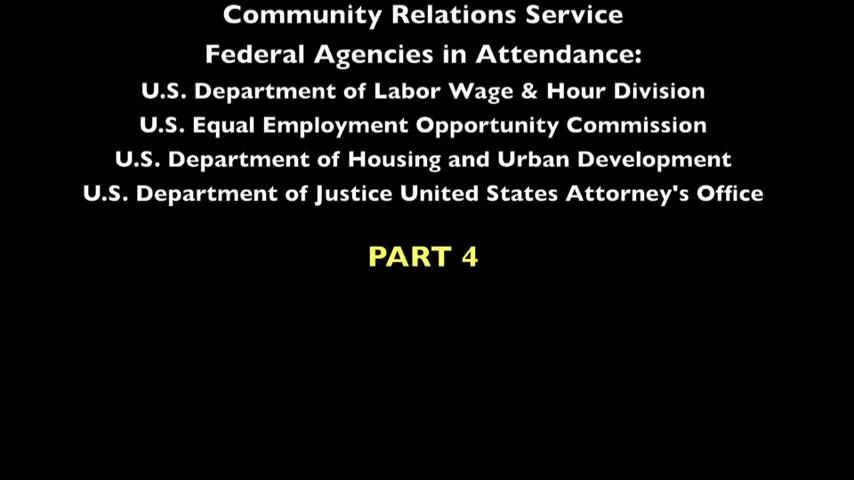 Community Relations Service
Federal Agencies in Attendance:
U.S. Department of Labor Wage & Hour Division
U.S. Equal Employment Opportunity Commission
U.S. Department of Housing and Urban Development
U.S. Department of Justice United States Attorney's Office
PART 4